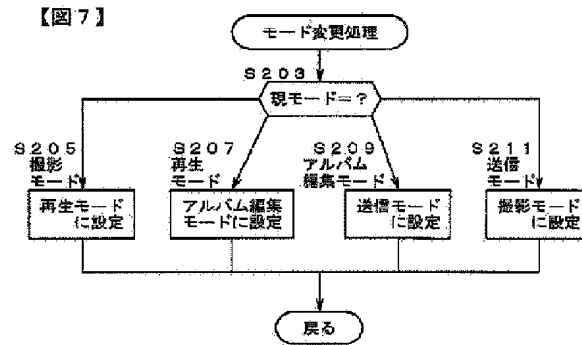 【図7】
モード変更処理
S203
現モード=?
S205
撮影
モード
S207
再生
モード
S209
アルバム
編集モード
S211
送信
モード
再生モード
に設定
アルバム編集
モードに設定
送信モード
に設定
撮影モード
に設定
戻る